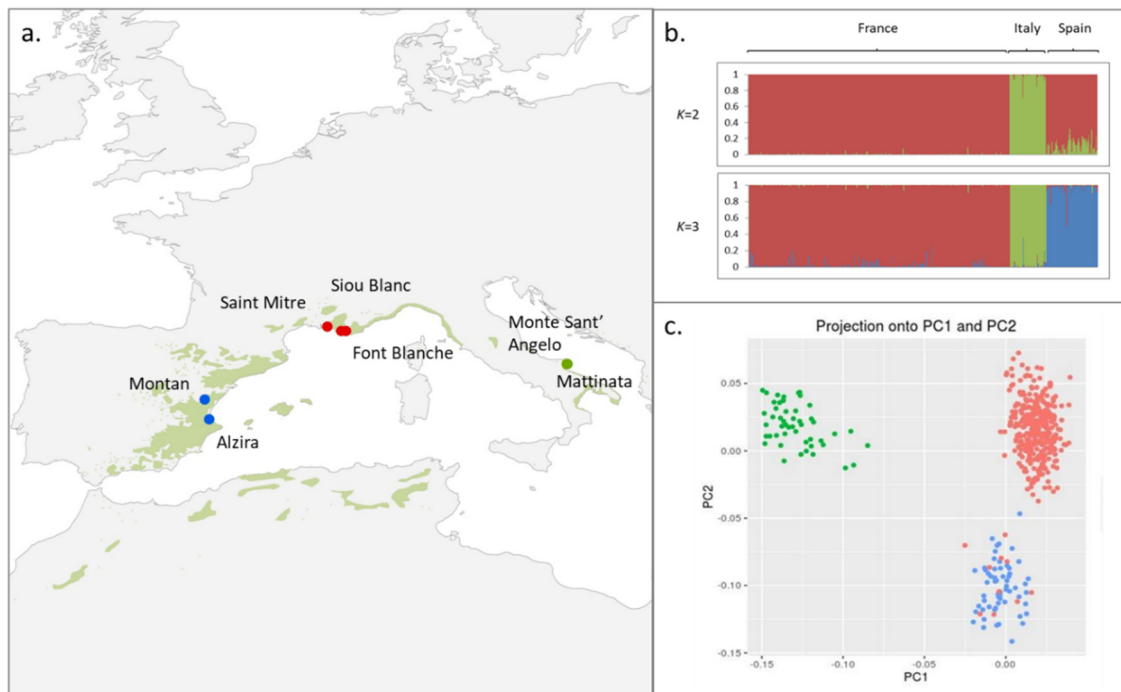 a.
Siou Blanc
Saint Mitre
Font Blanche
Monte Sant’
Angelo
Mattinata
Montan
Alzira
b.
France
Italy
Spain
K=2
1
0.8
0.6
0.4
0.2
0
K=3
1
0.8
0.6
0.4
0.2
0
c.
Projection onto PC1 and PC2
PC2
0.05
0.00
-0.05
-0.10
-0.15
-0.15
-0.10
-0.05
0.00
PC1